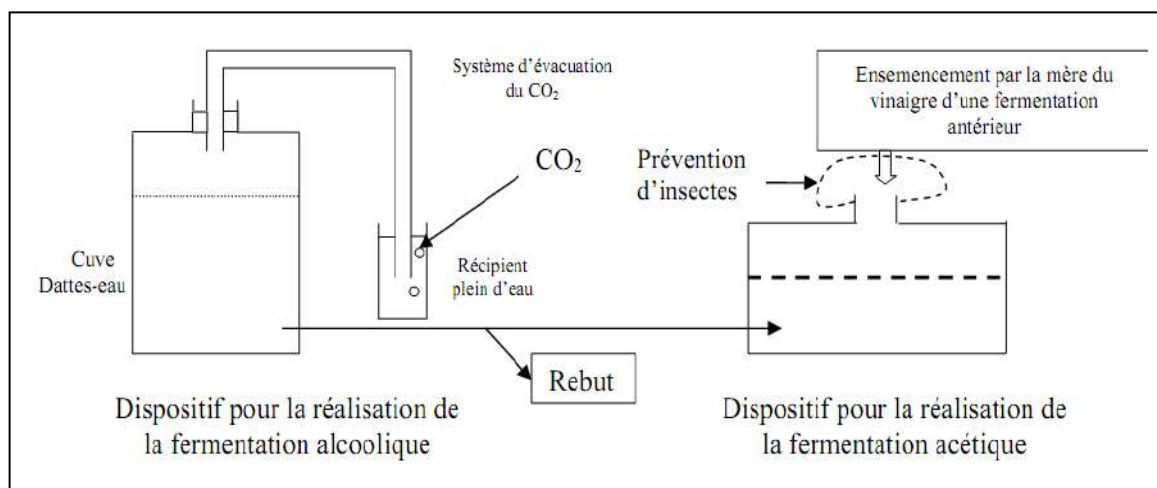 Système d'évacuation
du CO₂
CO₂
Cuve
Dattes-eau
Récipient
plein d'eau
Ensemencement par la mère du
vinaigre d'une fermentation
antérieur
Prévention
d'insectes
Rebut
Dispositif pour la réalisation de
la fermentation alcoolique
Dispositif pour la réalisation de
la fermentation acétique